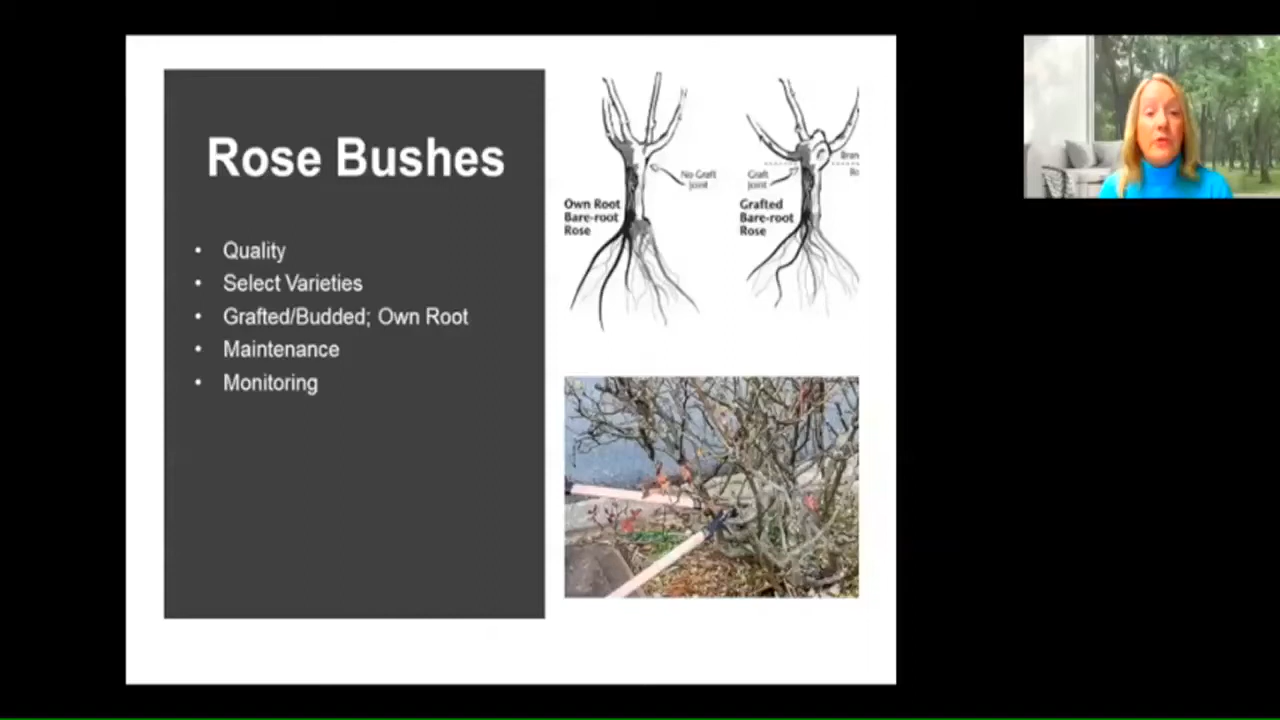 Rose Bushes
• Quality
• Select Varieties
• Grafted/Budded; Own Root
• Maintenance
• Monitoring
No Graft
Joint
Own Root
Bare-root
Rose
Graft
Joint
Grafted
Bare-root
Rose